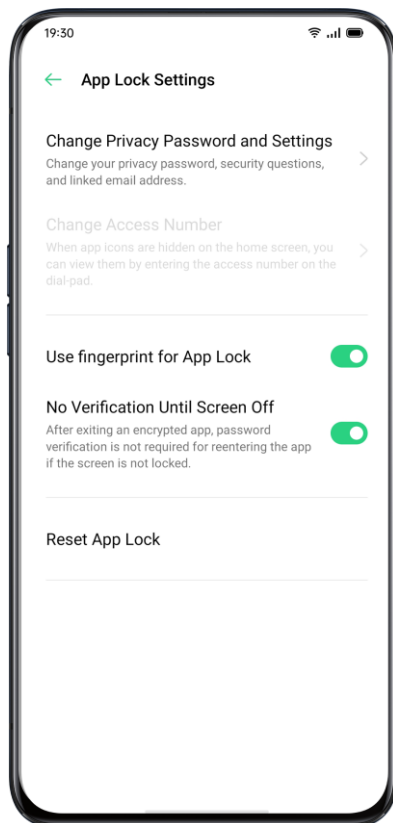 19:30
App Lock Settings
Change Privacy Password and Settings
Change your privacy password, security questions,
and linked email address.
Change Access Number
When app icons are hidden on the home screen, you
can view them by entering the access number on the
dial-pad.
Use fingerprint for App Lock
No Verification Until Screen Off
After exiting an encrypted app, password
verification is not required for reentering the app
if the screen is not locked.
Reset App Lock